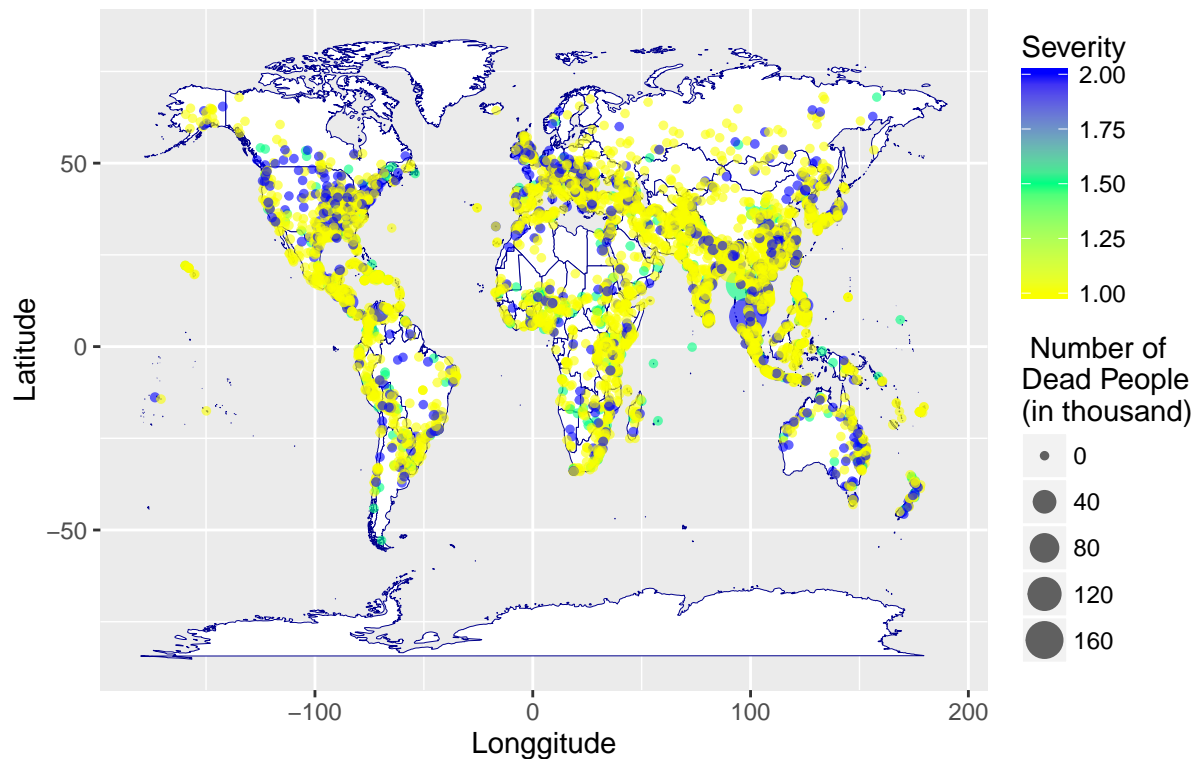 Severity
2.00
1.75
1.50
1.25
1.00
Number of
Dead People
(in thousand)
0
40
80
120
160
Latitude
50
0
−50
−100
0
100
200
Longgitude